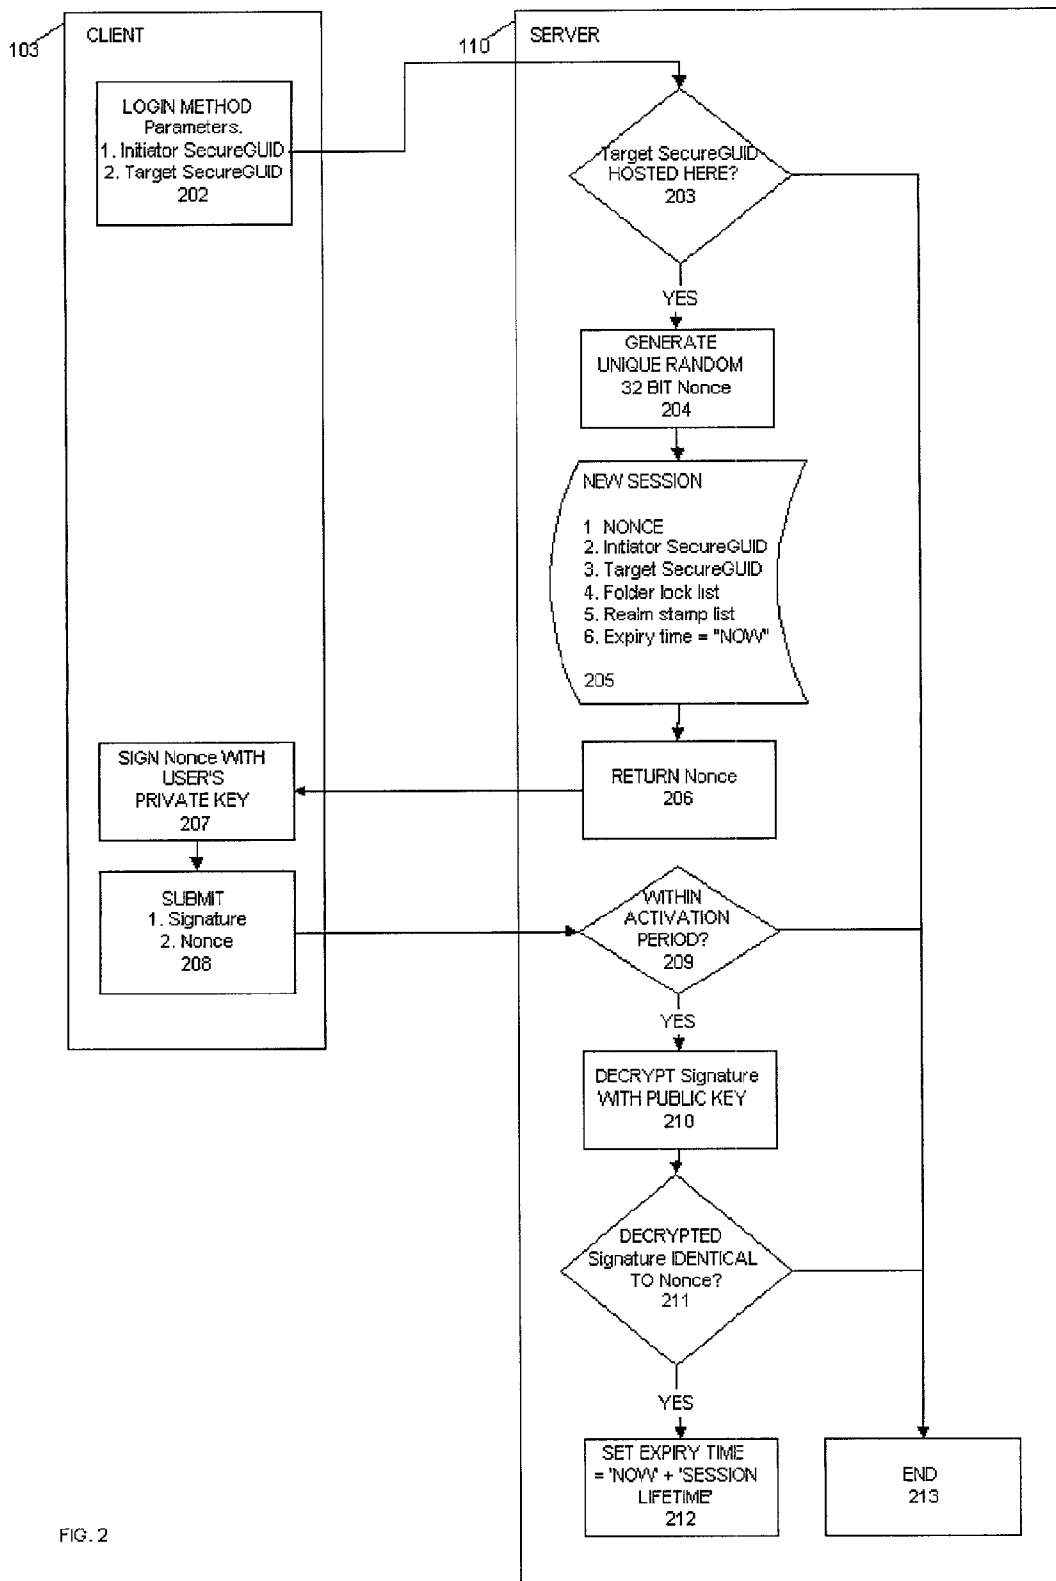 103
CLIENT
110
SERVER
LOGIN METHOD
Parameters.
1. Initiator SecureGUID
2. Target SecureGUID
202
Target SecureGUID
HOSTED HERE?
203
YES
GENERATE
UNIQUE RANDOM
32 BIT Nonce
204
NEW SESSION
1 NONCE
2. Initiator SecureGUID
3. Target SecureGUID
4. Folder lock list
5. Realm stamp list
6. Expiry time = "NOW"
205
RETURN Nonce
206
SIGN Nonce WITH
USER'S
PRIVATE KEY
207
SUBMIT
1. Signature
2. Nonce
208
WITHIN
ACTIVATION
PERIOD?
209
YES
DECRYPT Signature
WITH PUBLIC KEY
210
DECRYPTED
Signature IDENTICAL
TO Nonce?
211
YES
SET EXPIRY TIME
= 'NOW' + 'SESSION
LIFETIME'
212
END
213
FIG. 2